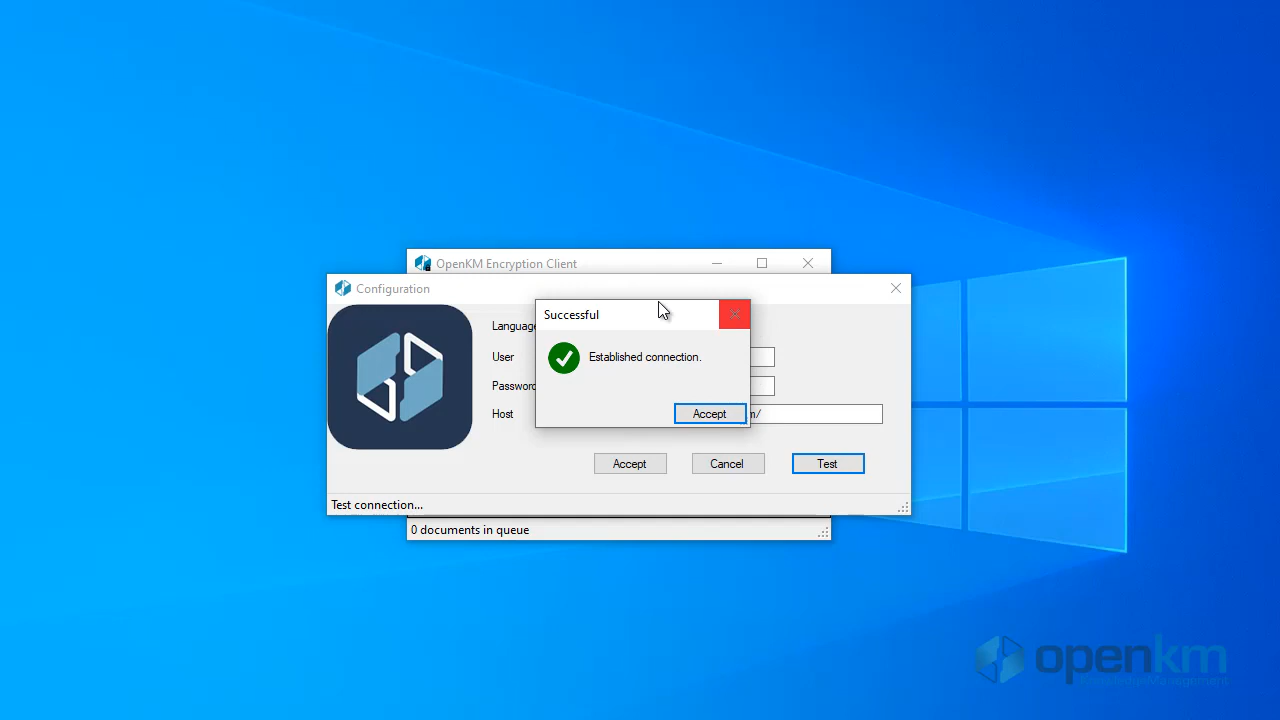 OpenKM Encryption Client
Configuration
Successful
Language
User
Established connection.
Password
Host
Accept
Accept
Cancel
Test
Test connection...
0 documents in queue
openkm